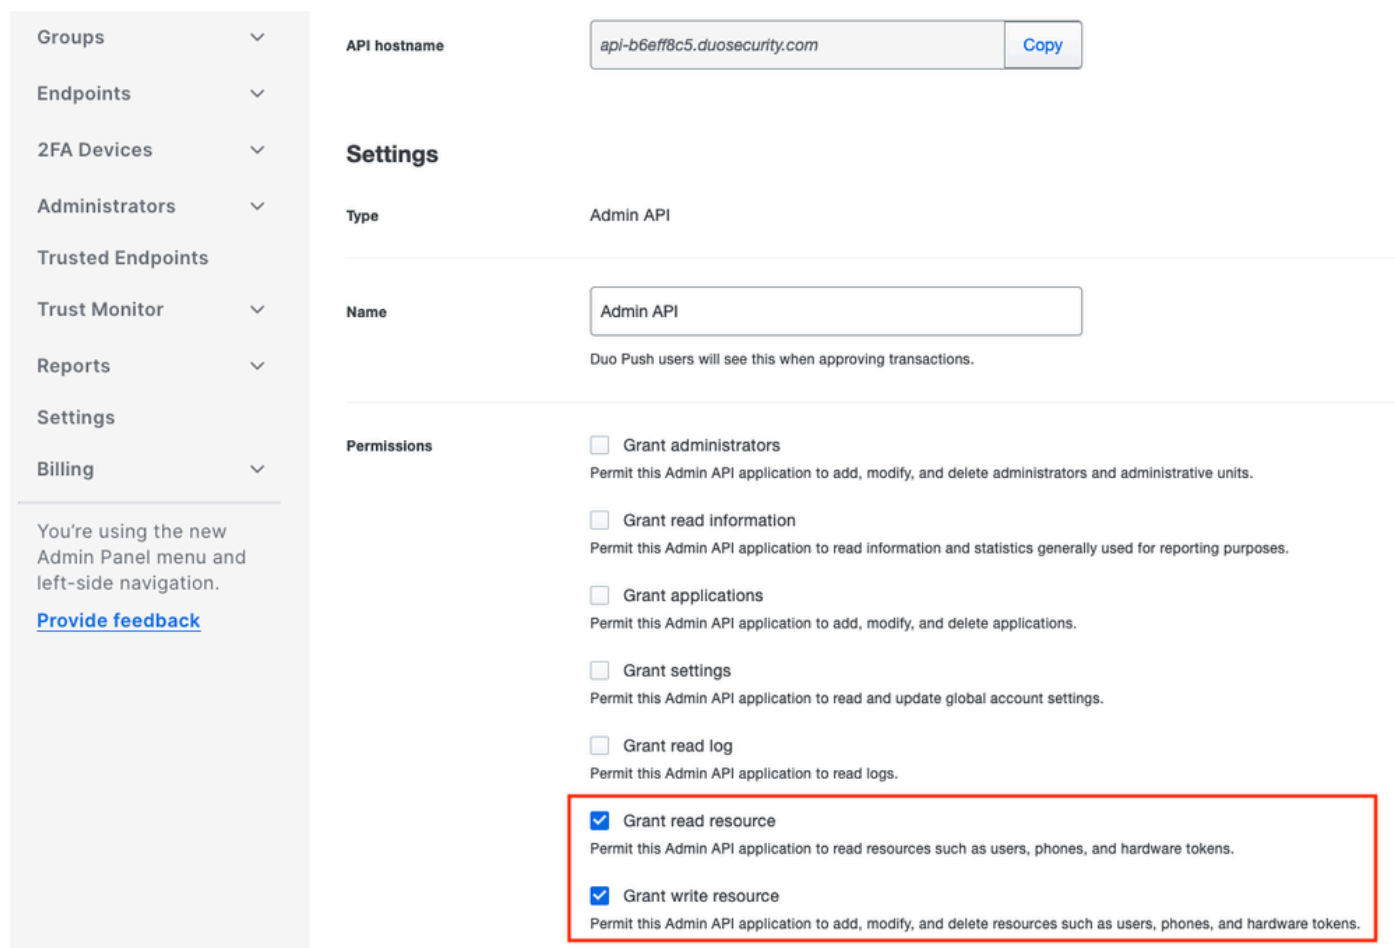 Groups
Endpoints
2FA Devices
Administrators
Trusted Endpoints
Trust Monitor
Reports
Settings
Billing
You're using the new
Admin Panel menu and
left-side navigation.
Provide feedback
API hostname
api-b6eff8c5.duosecurity.com
Copy
Settings
Type
Admin API
Name
Admin API
Duo Push users will see this when approving transactions.
Permissions
Grant administrators
Permit this Admin API application to add, modify, and delete administrators and administrative units.
Grant read information
Permit this Admin API application to read information and statistics generally used for reporting purposes.
Grant applications
Permit this Admin API application to add, modify, and delete applications.
Grant settings
Permit this Admin API application to read and update global account settings.
Grant read log
Permit this Admin API application to read logs.
Grant read resource
Permit this Admin API application to read resources such as users, phones, and hardware tokens.
Grant write resource
Permit this Admin API application to add, modify, and delete resources such as users, phones, and hardware tokens.